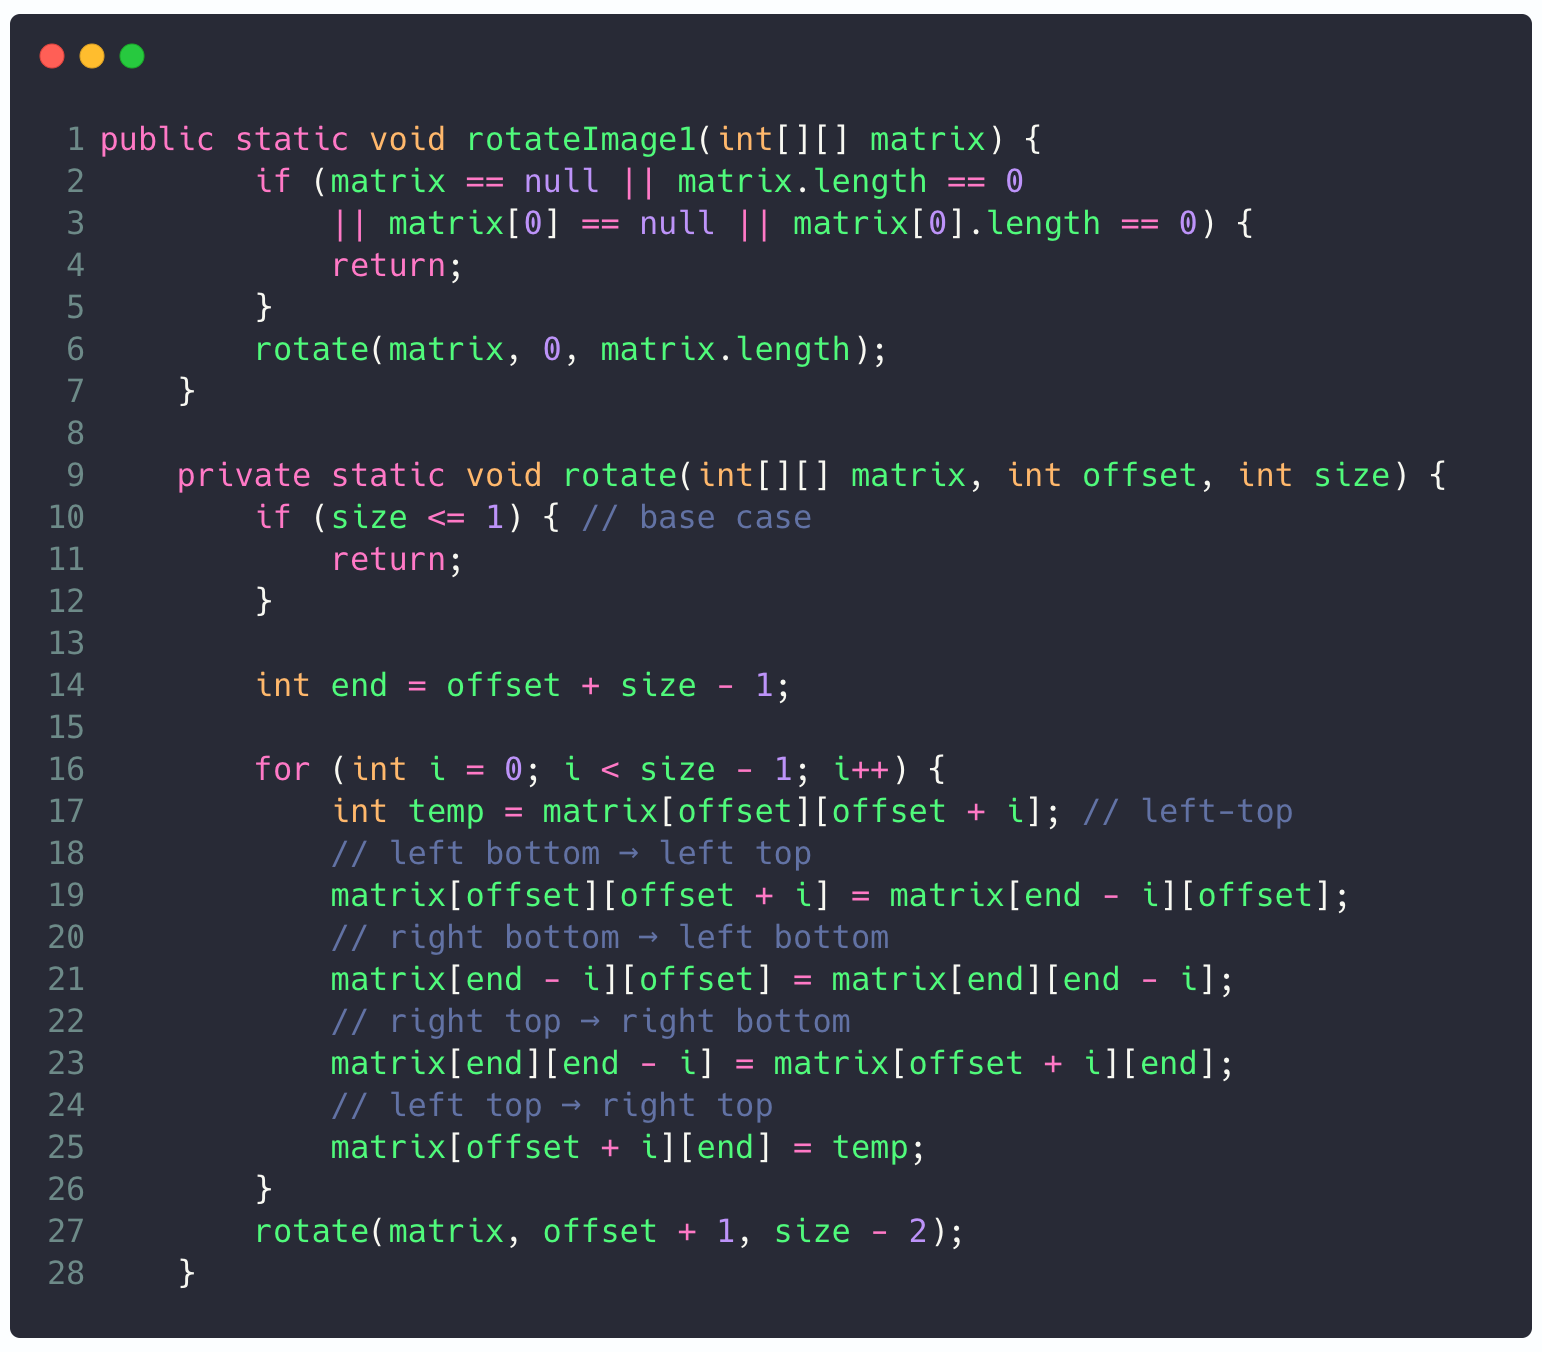 1 public static void rotateImage1(int[][] matrix) {
2         if (matrix == null || matrix.length == 0
3             || matrix[0] == null || matrix[0].length == 0) {
4             return;
5         }
6         rotate(matrix, 0, matrix.length);
7     }
8
9     private static void rotate(int[][] matrix, int offset, int size) {
10         if (size <= 1) { // base case
11             return;
12         }
13
14         int end = offset + size - 1;
15
16         for (int i = 0; i < size - 1; i++) {
17             int temp = matrix[offset][offset + i]; // left-top
18             // left bottom → left top
19             matrix[offset][offset + i] = matrix[end - i][offset];
20             // right bottom → left bottom
21             matrix[end - i][offset] = matrix[end][end - i];
22             // right top → right bottom
23             matrix[end][end - i] = matrix[offset + i][end];
24             // left top → right top
25             matrix[offset + i][end] = temp;
26         }
27         rotate(matrix, offset + 1, size - 2);
28     }